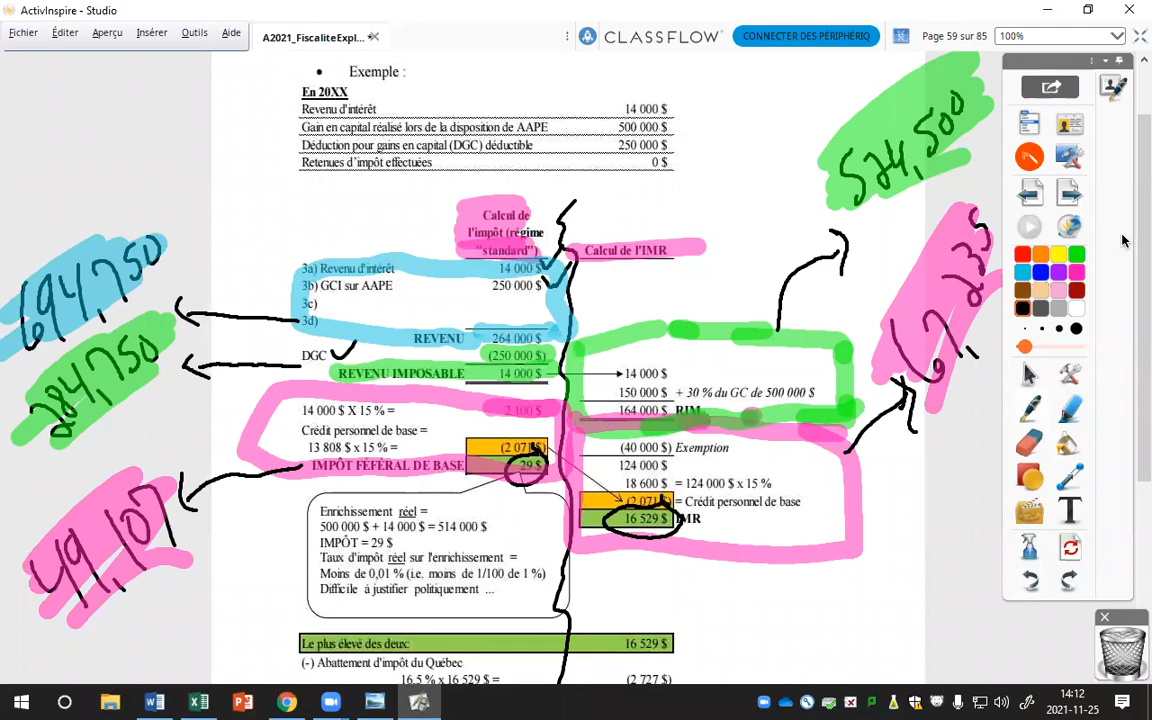 ActivInspire - Studio
Fichier Éditer Aperçu Insérer Outils Aide
A2021_FiscaliteExpl...
CLASSFLOW
CONNECTER DES PÉRIPHÉRIQ
Page 59 sur 85
100%
• Exemple :
En 20XX
Revenu d'intérêt 14 000 $
Gain en capital réalisé lors de la disposition de AAPE 500 000 $
Déduction pour gains en capital (DGC) déductible 250 000 $
Retenues d'impôt effectuées 0 $
524,500
Calcul de
l'impôt (régime
"standard") Calcul de l'IMR
3a) Revenu d'intérêt 14 000 $
3b) GCI sur AAPE 250 000 $
3c)
3d)
REVENU 264 000 $
DGC (250 000 $)
REVENU IMPOSABLE 14 000 $ 14 000 $
150 000 $ + 30 % du GC de 500 000 $
164 000 $ RIM
694,750
284,750
67,235
14 000 $ X 15 % = 2 100 $
Crédit personnel de base =
13 808 $ x 15 % = (2 071 $) (40 000 $) Exemption
IMPÔT FÉFÉRAL DE BASE 29 $ 124 000 $
18 600 $ = 124 000 $ x 15 %
(2 071 $) = Crédit personnel de base
16 529 $ IMR
49,107
Enrichissement réel =
500 000 $ + 14 000 $ = 514 000 $
IMPÔT = 29 $
Taux d'impôt réel sur l'enrichissement =
Moins de 0,01 % (i.e. moins de 1/100 de 1 %)
Difficile à justifier politiquement ...
Le plus élevé des deux: 16 529 $
(-) Abattement d'impôt du Québec
16.5 % x 16 529 $ = (2 727 $)
14:12
2021-11-25